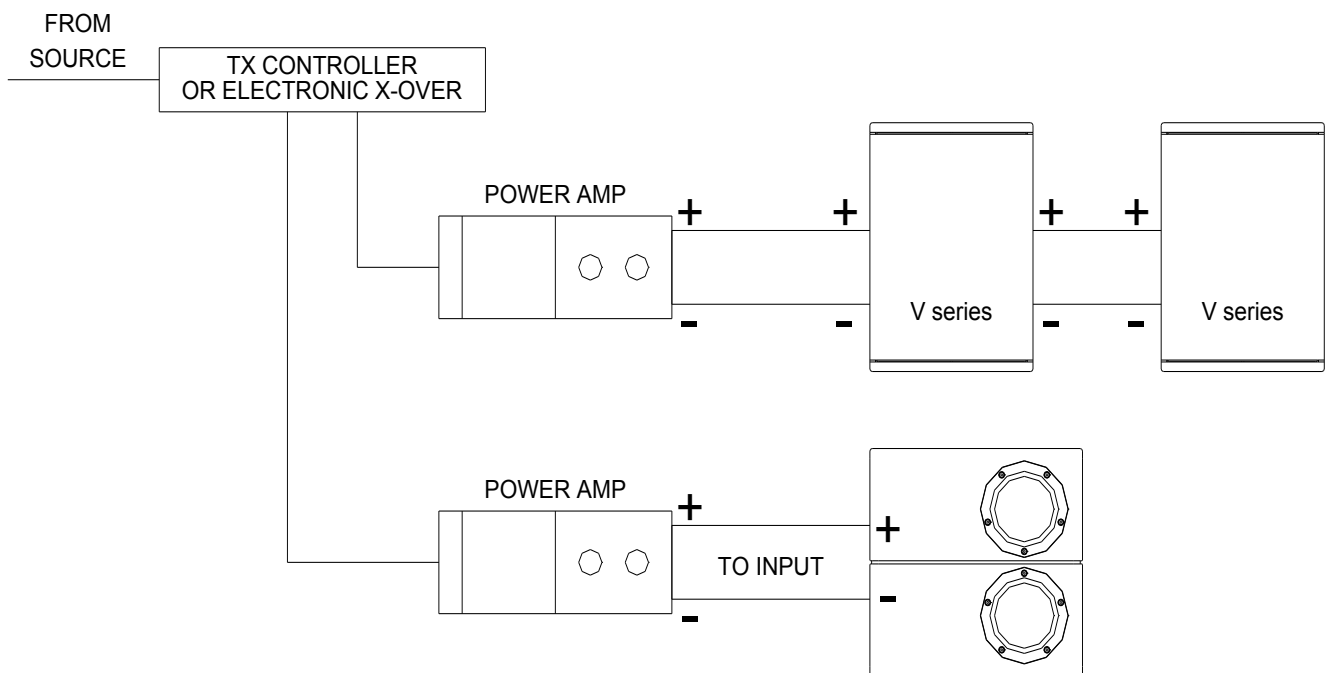 FROM
SOURCE
TX CONTROLLER
OR ELECTRONIC X-OVER
POWER AMP
+ + + +
- - - -
V series V series
POWER AMP
+
+
TO INPUT
-
-